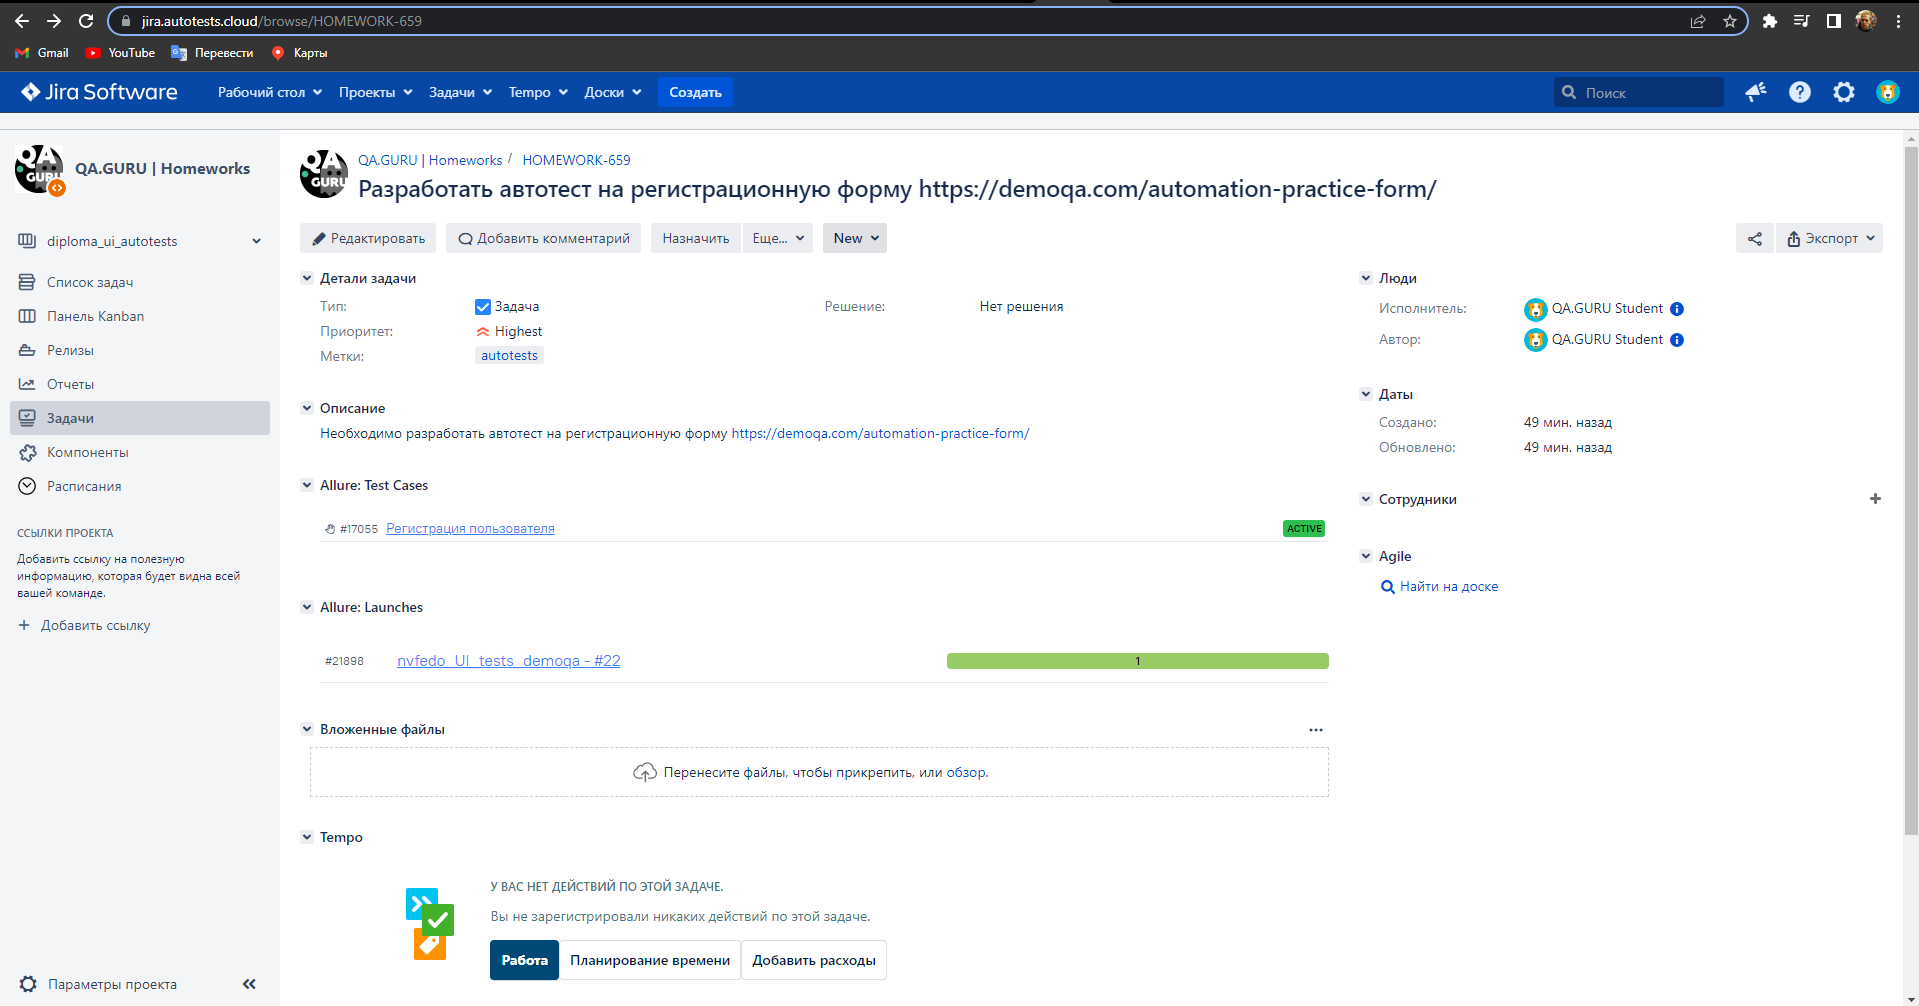 jira.autotests.cloud/browse/HOMEWORK-659
Gmail YouTube Перевести Карты
Jira Software Рабочий стол Проекты Задачи Tempo Доски Создать Поиск
QA.GURU | Homeworks
diploma_ui_autotests
Список задач
Панель Kanban
Релизы
Отчеты
Задачи
Компоненты
Расписания
ССЫЛКИ ПРОЕКТА
Добавить ссылку на полезную
информацию, которая будет видна всей
вашей команде.
+ Добавить ссылку
Параметры проекта
QA.GURU | Homeworks / HOMEWORK-659
Разработать автотест на регистрационную форму https://demoqa.com/automation-practice-form/
Редактировать Добавить комментарий Назначить Еще... New Экспорт
Детали задачи
Тип: Задача Решение: Нет решения
Приоритет: Highest
Метки: autotests
Описание
Необходимо разработать автотест на регистрационную форму https://demoqa.com/automation-practice-form/
Allure: Test Cases
#17055 Регистрация пользователя ACTIVE
Allure: Launches
#21898 nvfedo_UI_tests_demoqa - #22 1
Вложенные файлы
Перенесите файлы, чтобы прикрепить, или обзор.
Tempo
У ВАС НЕТ ДЕЙСТВИЙ ПО ЭТОЙ ЗАДАЧЕ.
Вы не зарегистрировали никаких действий по этой задаче.
Работа Планирование времени Добавить расходы
Люди
Исполнитель: QA.GURU Student
Автор: QA.GURU Student
Даты
Создано: 49 мин. назад
Обновлено: 49 мин. назад
Сотрудники
Agile
Найти на доске
QA
GURU
QA
GURU